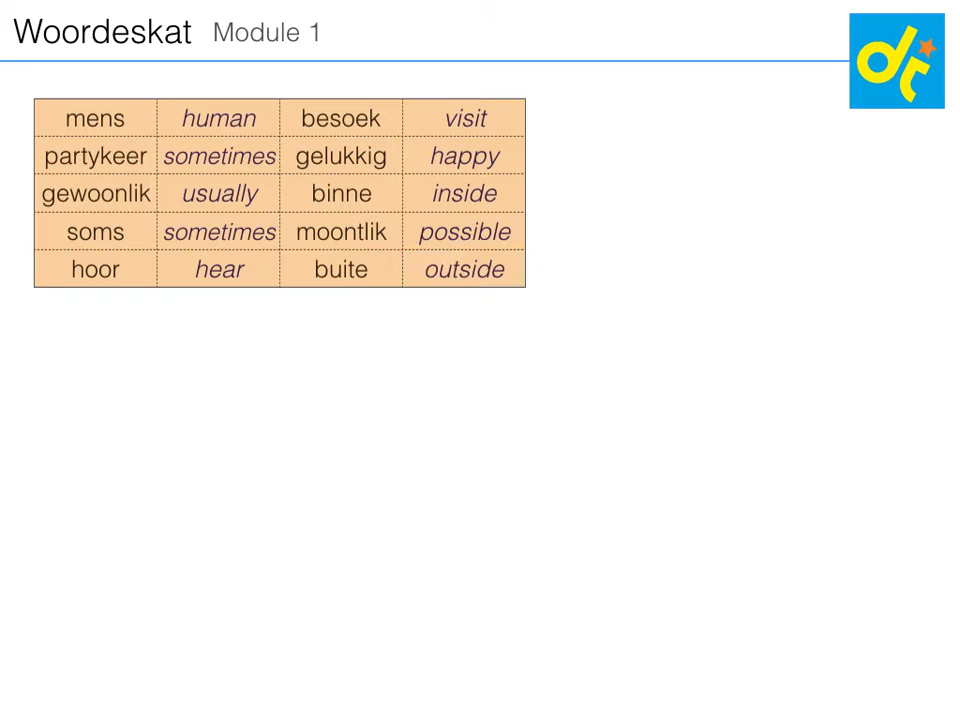 Woordeskat Module 1
dt
mens human besoek visit
partykeer sometimes gelukkig happy
gewoonlik usually binne inside
soms sometimes moontlik possible
hoor hear buite outside